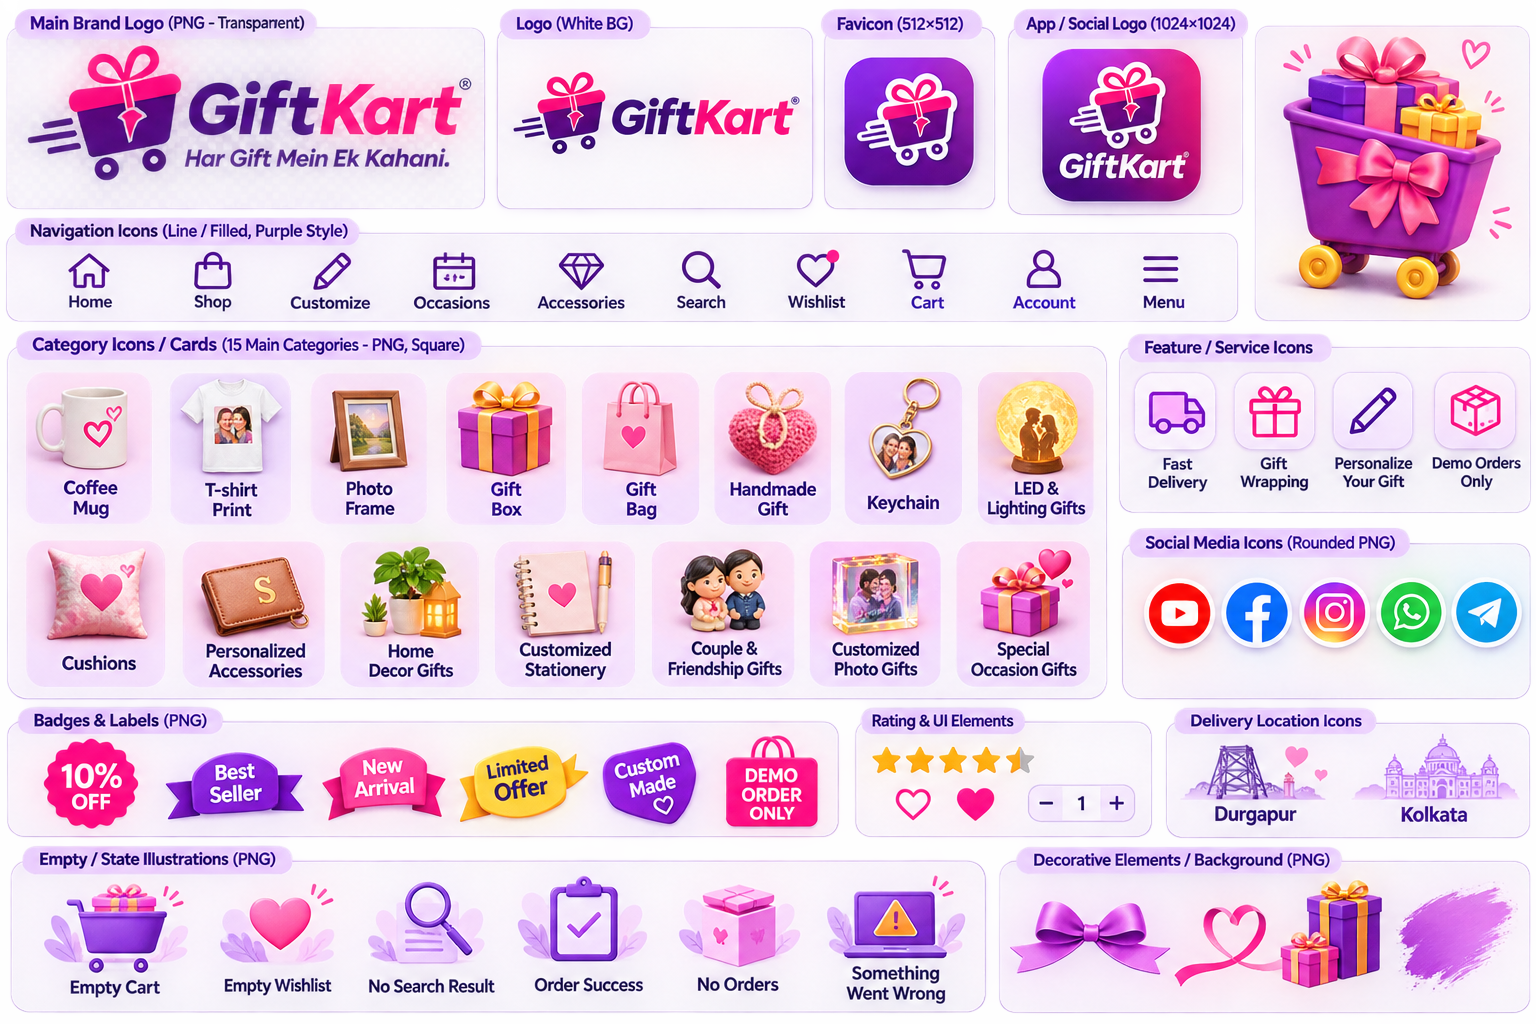 Main Brand Logo (PNG - Transparent)
GiftKart®
Har Gift Mein Ek Kahani.
Logo (White BG)
GiftKart®
Favicon (512×512)
App / Social Logo (1024×1024)
GiftKart®
Navigation Icons (Line / Filled, Purple Style)
Home
Shop
Customize
Occasions
Accessories
Search
Wishlist
Cart
Account
Menu
Category Icons / Cards (15 Main Categories - PNG, Square)
Coffee
Mug
T-shirt
Print
Photo
Frame
Gift
Box
Gift
Bag
Handmade
Gift
Keychain
LED &
Lighting Gifts
Cushions
S
Personalized
Accessories
Home
Decor Gifts
Customized
Stationery
Couple &
Friendship Gifts
Customized
Photo Gifts
Special
Occasion Gifts
Feature / Service Icons
Fast
Delivery
Gift
Wrapping
Personalize
Your Gift
Demo Orders
Only
Social Media Icons (Rounded PNG)
Badges & Labels (PNG)
10%
OFF
Best
Seller
New
Arrival
Limited
Offer
Custom
Made
DEMO
ORDER
ONLY
Rating & UI Elements
− 1 +
Delivery Location Icons
Durgapur
Kolkata
Empty / State Illustrations (PNG)
Empty Cart
Empty Wishlist
No Search Result
Order Success
No Orders
Something
Went Wrong
Decorative Elements / Background (PNG)